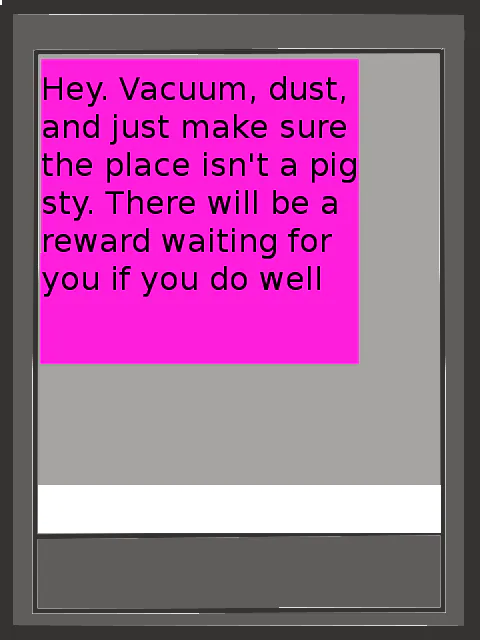 Hey. Vacuum, dust,
and just make sure
the place isn't a pig
sty. There will be a
reward waiting for
you if you do well